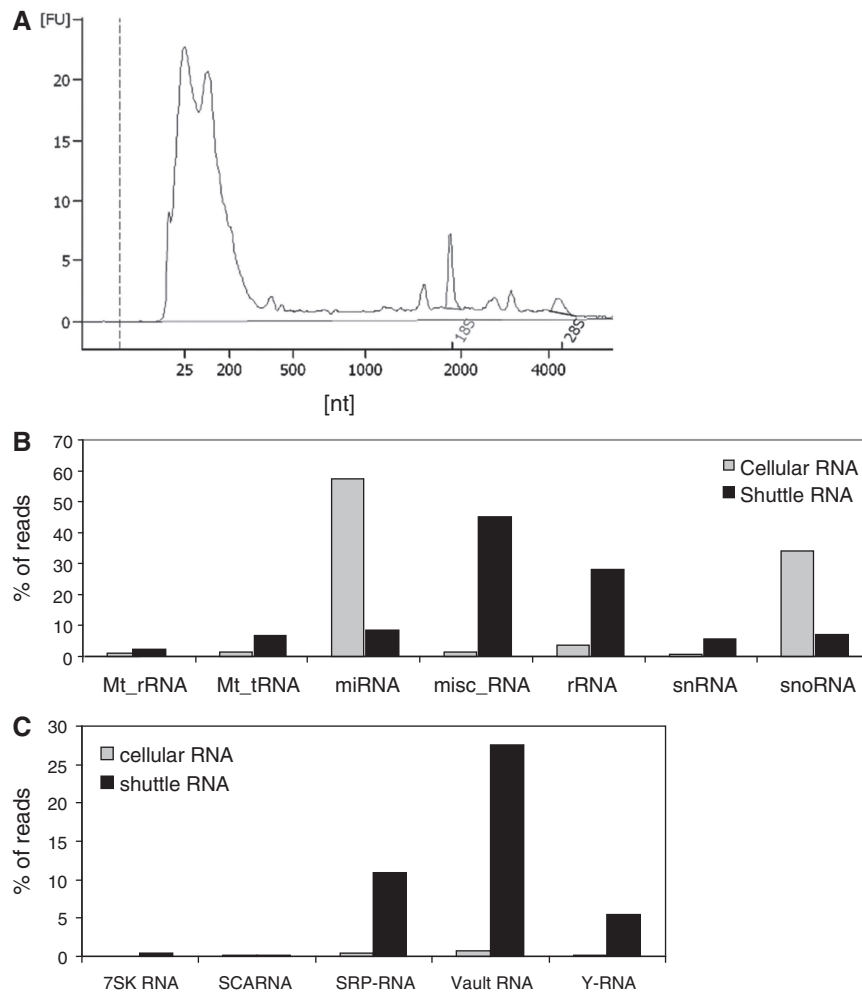 A
[FU]
20
15
10
5
0
18S
28S
25 200 500 1000 2000 4000
[nt]
B
70
60
50
40
30
20
10
0
% of reads
Cellular RNA
Shuttle RNA
Mt_rRNA Mt_tRNA miRNA misc_RNA rRNA snRNA snoRNA
C
30
25
20
15
10
5
0
% of reads
cellular RNA
shuttle RNA
7SK RNA SCARNA SRP-RNA Vault RNA Y-RNA